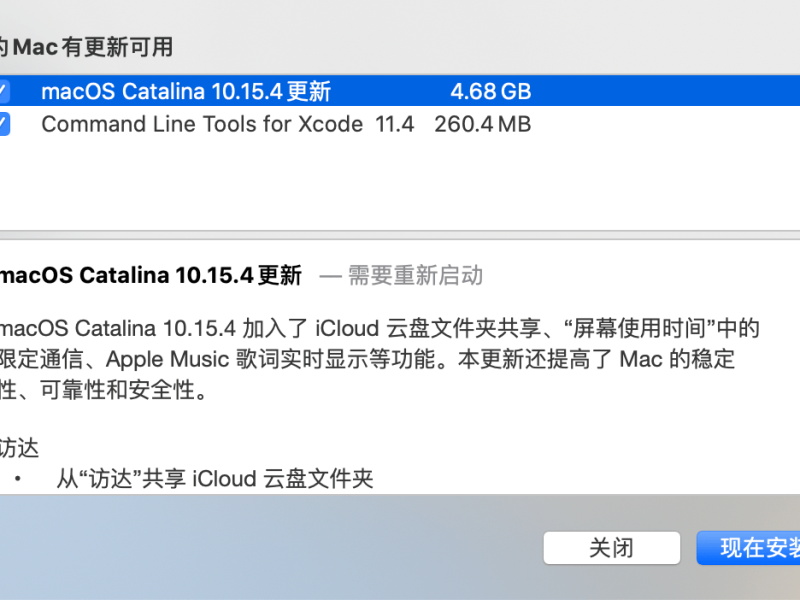 的Mac有更新可用
macOS Catalina 10.15.4更新 4.68 GB
Command Line Tools for Xcode 11.4 260.4 MB
macOS Catalina 10.15.4更新 — 需要重新启动
macOS Catalina 10.15.4 加入了 iCloud 云盘文件夹共享、“屏幕使用时间”中的
限定通信、Apple Music 歌词实时显示等功能。本更新还提高了 Mac 的稳定
性、可靠性和安全性。
访达
• 从“访达”共享 iCloud 云盘文件夹
关闭
现在安装